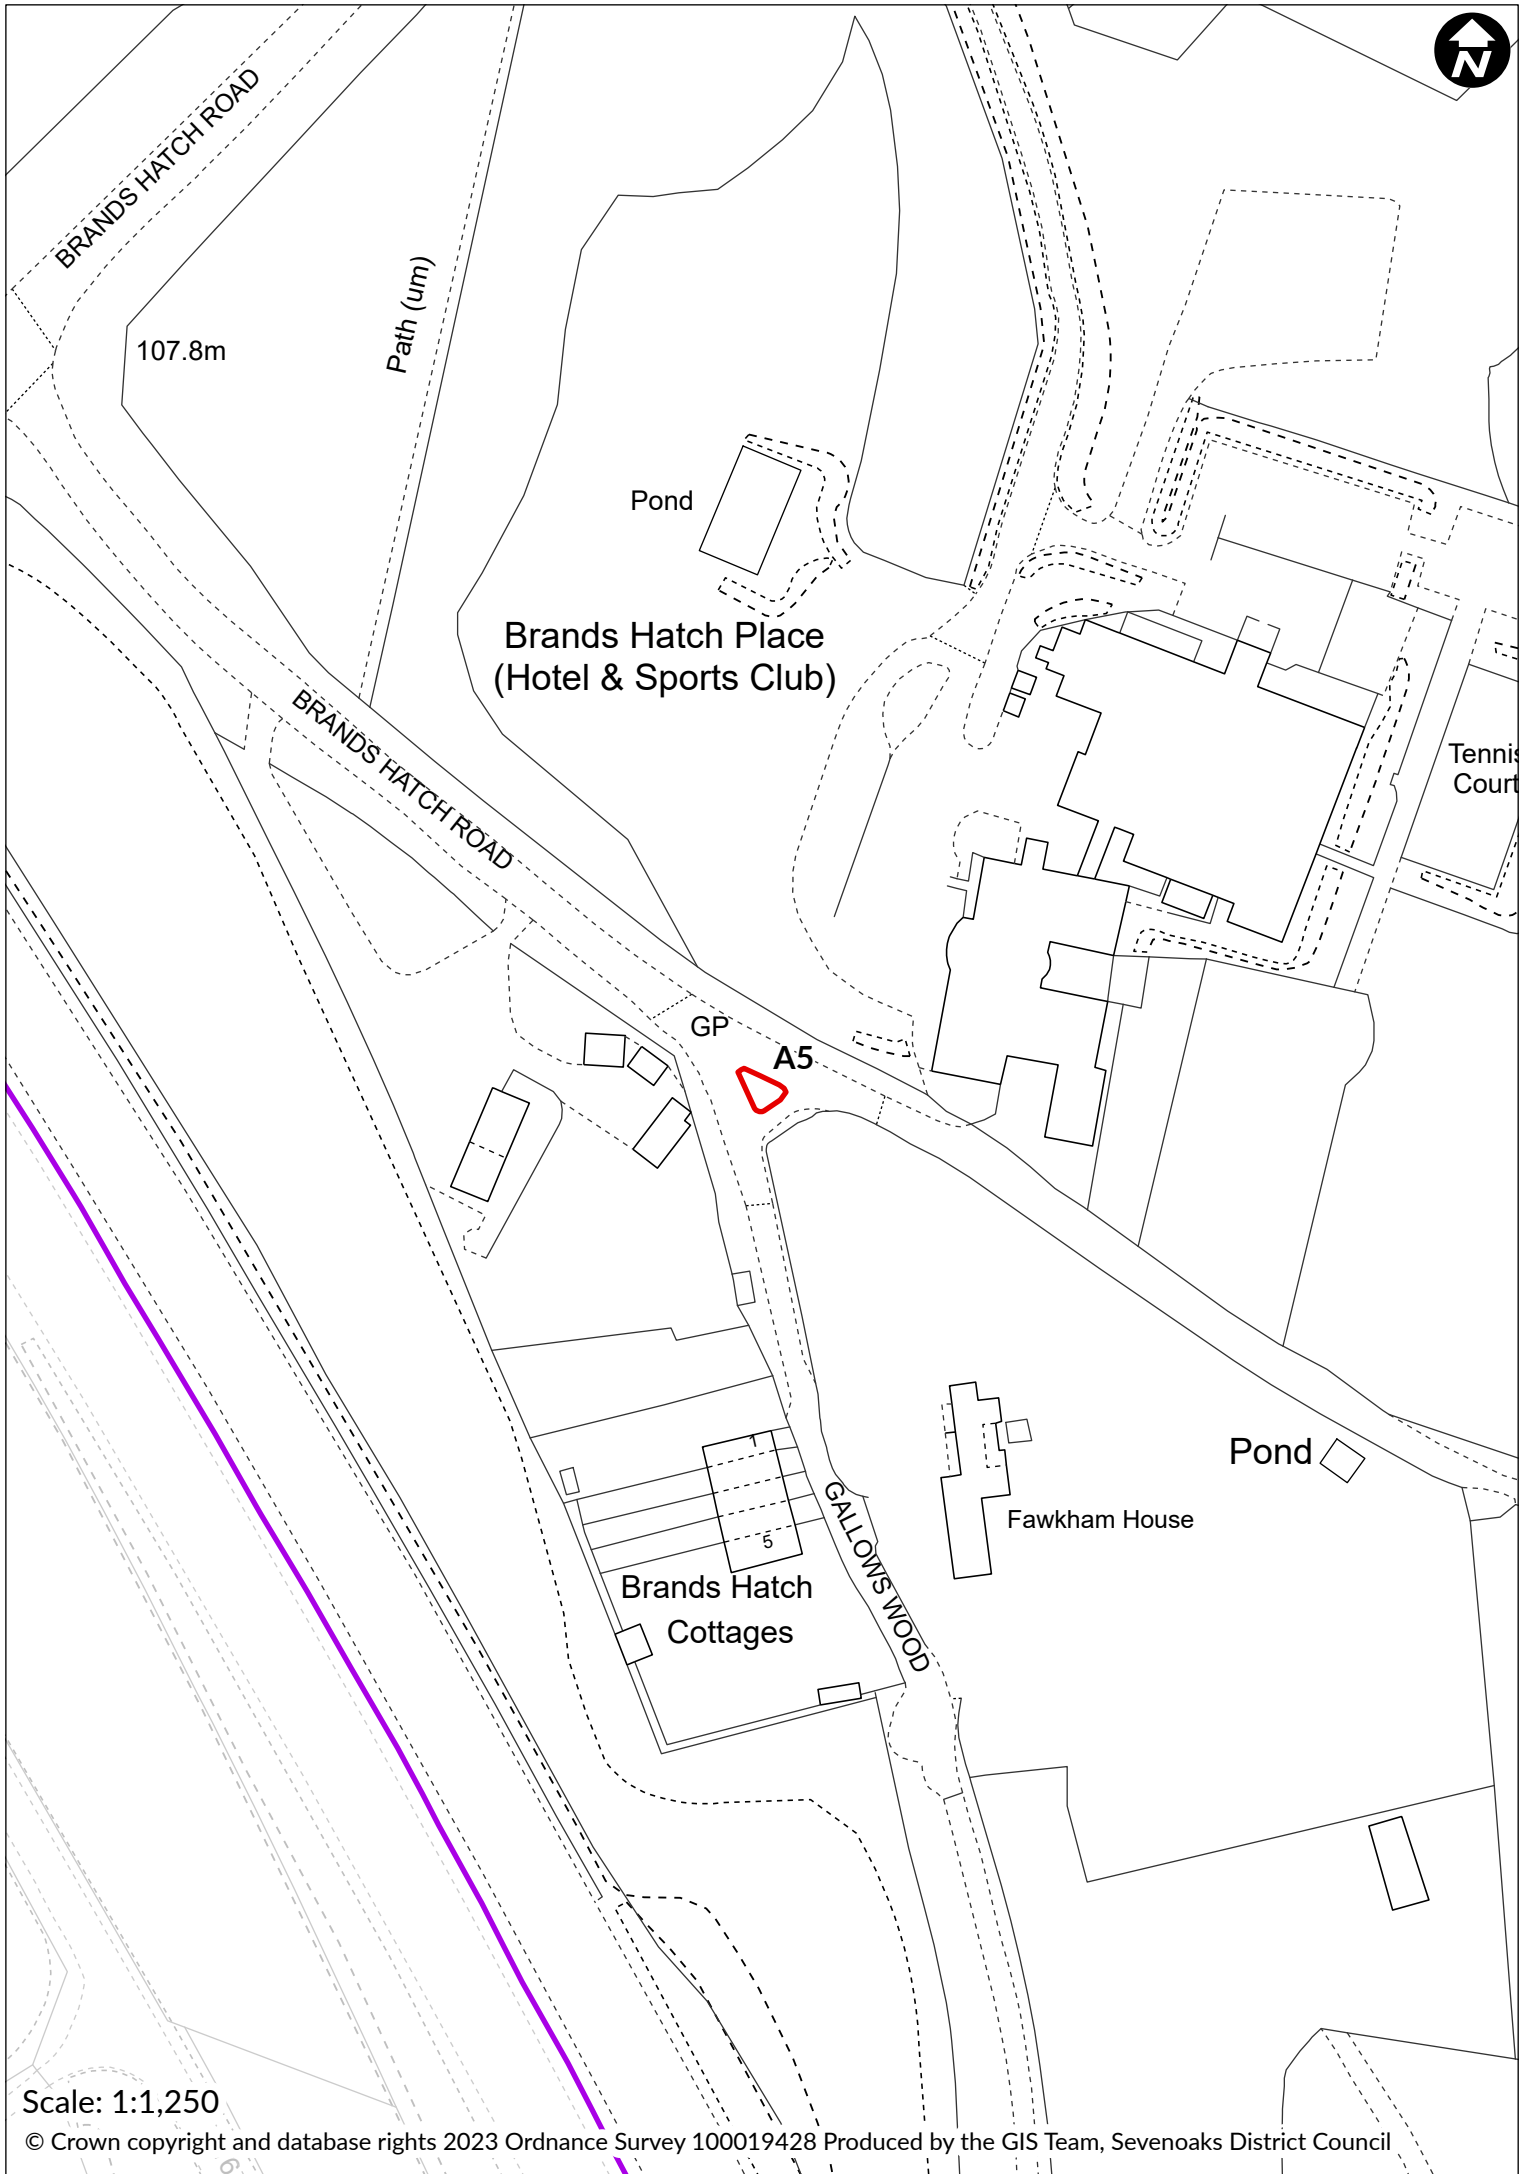 N
BRANDS HATCH ROAD
107.8m
Path (um)
Pond
Brands Hatch Place
(Hotel & Sports Club)
BRANDS HATCH ROAD
Tennis
Court
GP
A5
Pond
1
Fawkham House
5
GALLOWS WOOD
Brands Hatch
Cottages
Scale: 1:1,250
© Crown copyright and database rights 2023 Ordnance Survey 100019428 Produced by the GIS Team, Sevenoaks District Council